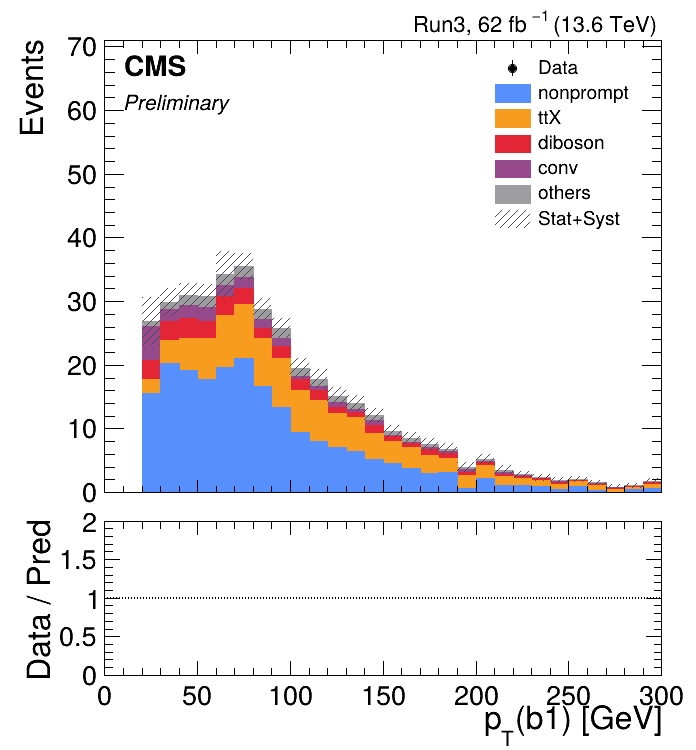 Run3, 62 fb⁻¹ (13.6 TeV)
CMS
Preliminary
Events
70
60
50
40
30
20
10
0
Data
nonprompt
ttX
diboson
conv
others
Stat+Syst
Data / Pred
2
1.5
1
0.5
0
0 50 100 150 200 250 300
p_T(b1) [GeV]